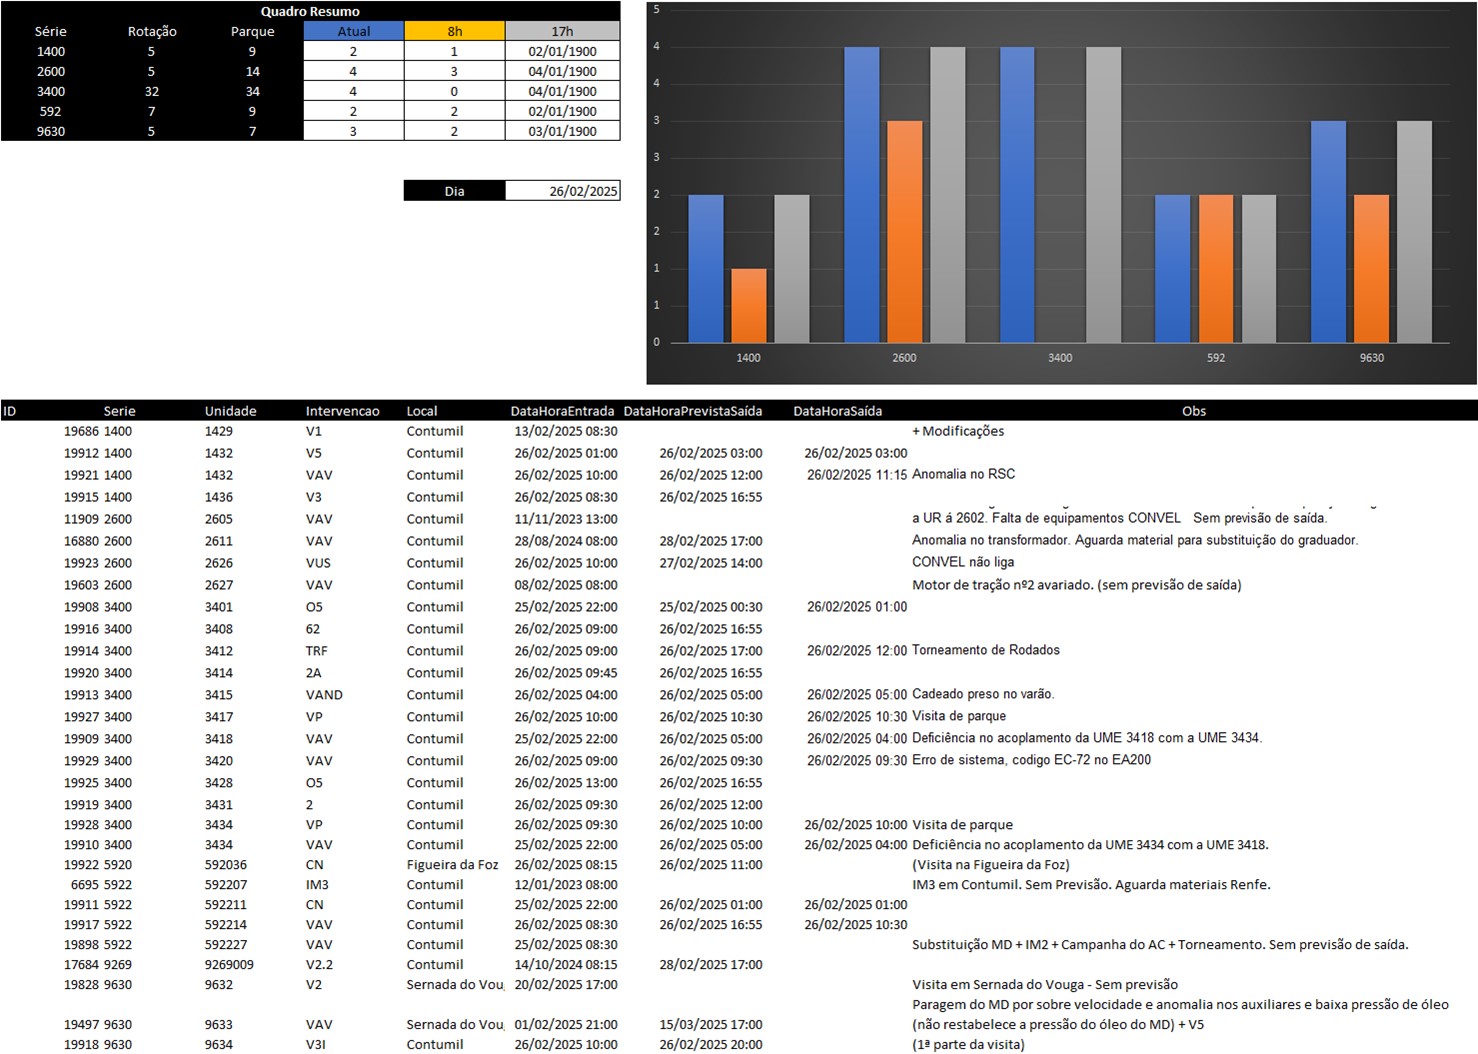 Quadro Resumo
Série Rotação Parque Atual 8h 17h
1400 5 9 2 1 02/01/1900
2600 5 14 4 3 04/01/1900
3400 32 34 4 0 04/01/1900
592 7 9 2 2 02/01/1900
9630 5 7 3 2 03/01/1900
Dia 26/02/2025
5
4
4
3
3
2
2
1
1
0
1400 2600 3400 592 9630
ID Serie Unidade Intervencao Local DataHoraEntrada DataHoraPrevistaSaída DataHoraSaída Obs
19686 1400 1429 V1 Contumil 13/02/2025 08:30 + Modificações
19912 1400 1432 V5 Contumil 26/02/2025 01:00 26/02/2025 03:00 26/02/2025 03:00
19921 1400 1432 VAV Contumil 26/02/2025 10:00 26/02/2025 12:00 26/02/2025 11:15 Anomalia no RSC
19915 1400 1436 V3 Contumil 26/02/2025 08:30 26/02/2025 16:55
11909 2600 2605 VAV Contumil 11/11/2023 13:00 a UR á 2602. Falta de equipamentos CONVEL Sem previsão de saída.
16880 2600 2611 VAV Contumil 28/08/2024 08:00 28/02/2025 17:00 Anomalia no transformador. Aguarda material para substituição do graduador.
19923 2600 2626 VUS Contumil 26/02/2025 10:00 27/02/2025 14:00 CONVEL não liga
19603 2600 2627 VAV Contumil 08/02/2025 08:00 Motor de tração nº2 avariado. (sem previsão de saída)
19908 3400 3401 O5 Contumil 25/02/2025 22:00 25/02/2025 00:30 26/02/2025 01:00
19916 3400 3408 62 Contumil 26/02/2025 09:00 26/02/2025 16:55
19914 3400 3412 TRF Contumil 26/02/2025 09:00 26/02/2025 17:00 26/02/2025 12:00 Torneamento de Rodados
19920 3400 3414 2A Contumil 26/02/2025 09:45 26/02/2025 16:55
19913 3400 3415 VAND Contumil 26/02/2025 04:00 26/02/2025 05:00 26/02/2025 05:00 Cadeado preso no varão.
19927 3400 3417 VP Contumil 26/02/2025 10:00 26/02/2025 10:30 26/02/2025 10:30 Visita de parque
19909 3400 3418 VAV Contumil 25/02/2025 22:00 26/02/2025 05:00 26/02/2025 04:00 Deficiência no acoplamento da UME 3418 com a UME 3434.
19929 3400 3420 VAV Contumil 26/02/2025 09:00 26/02/2025 09:30 26/02/2025 09:30 Erro de sistema, codigo EC-72 no EA200
19925 3400 3428 O5 Contumil 26/02/2025 13:00 26/02/2025 16:55
19919 3400 3431 2 Contumil 26/02/2025 09:30 26/02/2025 12:00
19928 3400 3434 VP Contumil 26/02/2025 09:30 26/02/2025 10:00 26/02/2025 10:00 Visita de parque
19910 3400 3434 VAV Contumil 25/02/2025 22:00 26/02/2025 05:00 26/02/2025 04:00 Deficiência no acoplamento da UME 3434 com a UME 3418.
19922 5920 592036 CN Figueira da Foz 26/02/2025 08:15 26/02/2025 11:00 (Visita na Figueira da Foz)
6695 5922 592207 IM3 Contumil 12/01/2023 08:00 IM3 em Contumil. Sem Previsão. Aguarda materiais Renfe.
19911 5922 592211 CN Contumil 25/02/2025 22:00 26/02/2025 01:00 26/02/2025 01:00
19917 5922 592214 VAV Contumil 26/02/2025 08:30 26/02/2025 16:55 26/02/2025 10:30
19898 5922 592227 VAV Contumil 25/02/2025 08:30 Substituição MD + IM2 + Campanha do AC + Torneamento. Sem previsão de saída.
17684 9269 9269009 V2.2 Contumil 14/10/2024 08:15 28/02/2025 17:00
19828 9630 9632 V2 Sernada do Vou 20/02/2025 17:00 Visita em Sernada do Vouga - Sem previsão
Paragem do MD por sobre velocidade e anomalia nos auxiliares e baixa pressão de óleo
19497 9630 9633 VAV Sernada do Vou 01/02/2025 21:00 15/03/2025 17:00 (não restabelece a pressão do óleo do MD) + V5
19918 9630 9634 V3I Contumil 26/02/2025 10:00 26/02/2025 20:00 (1ª parte da visita)